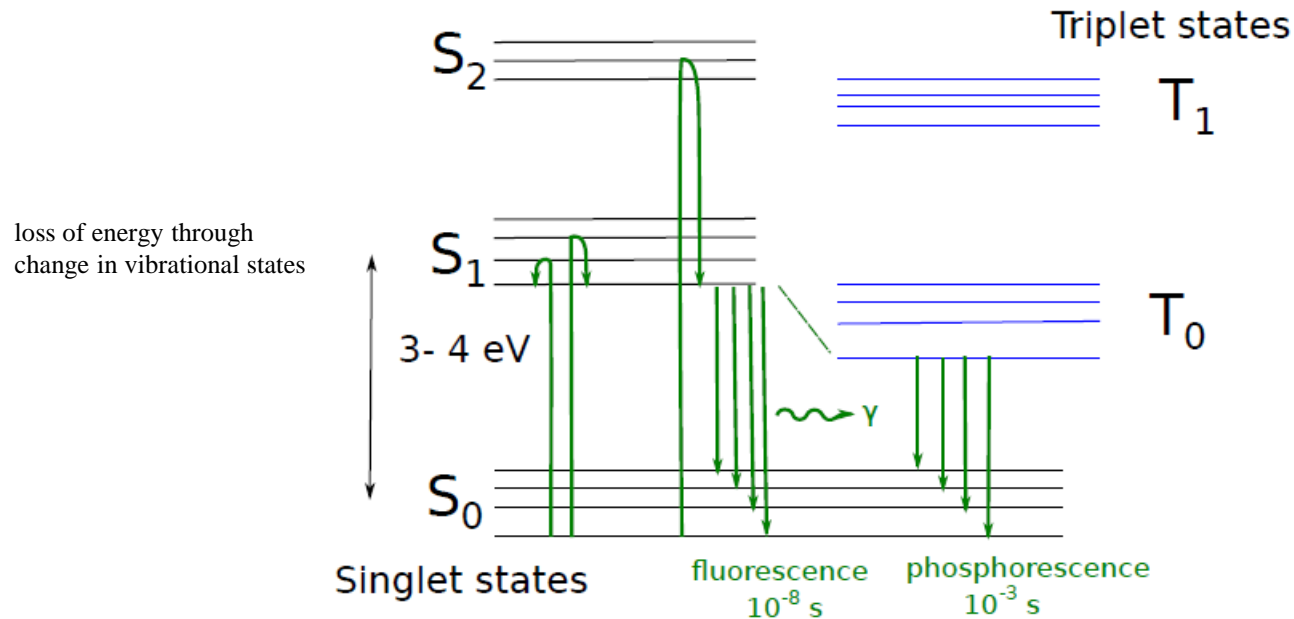 Triplet states
S₂
T₁
loss of energy through
change in vibrational states
S₁
T₀
3- 4 eV
γ
S₀
Singlet states
fluorescence
10⁻⁸ s
phosphorescence
10⁻³ s